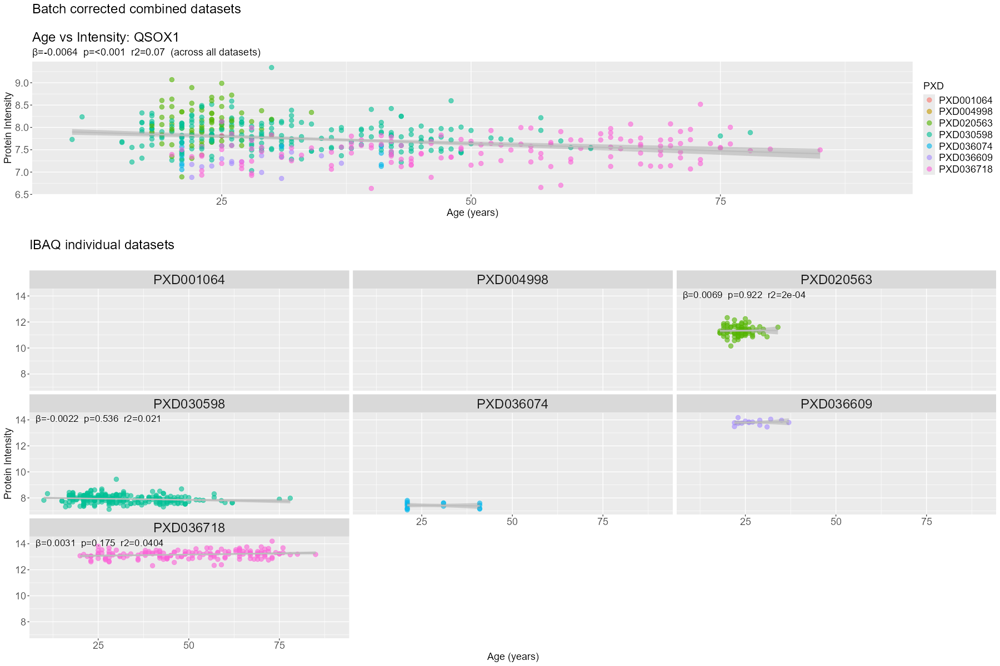 Batch corrected combined datasets
Age vs Intensity: QSOX1
β=-0.0064  p=<0.001  r2=0.07  (across all datasets)
Protein Intensity
9.0
8.5
8.0
7.5
7.0
6.5
25
50
75
Age (years)
PXD
PXD001064
PXD004998
PXD020563
PXD030598
PXD036074
PXD036609
PXD036718
IBAQ individual datasets
PXD001064
PXD004998
PXD020563
14
12
10
8
β=0.0069  p=0.922  r2=2e-04
PXD030598
PXD036074
PXD036609
β=-0.0022  p=0.536  r2=0.021
14
12
10
8
Protein Intensity
25
50
75
25
50
75
PXD036718
β=0.0031  p=0.175  r2=0.0404
14
12
10
8
25
50
75
Age (years)